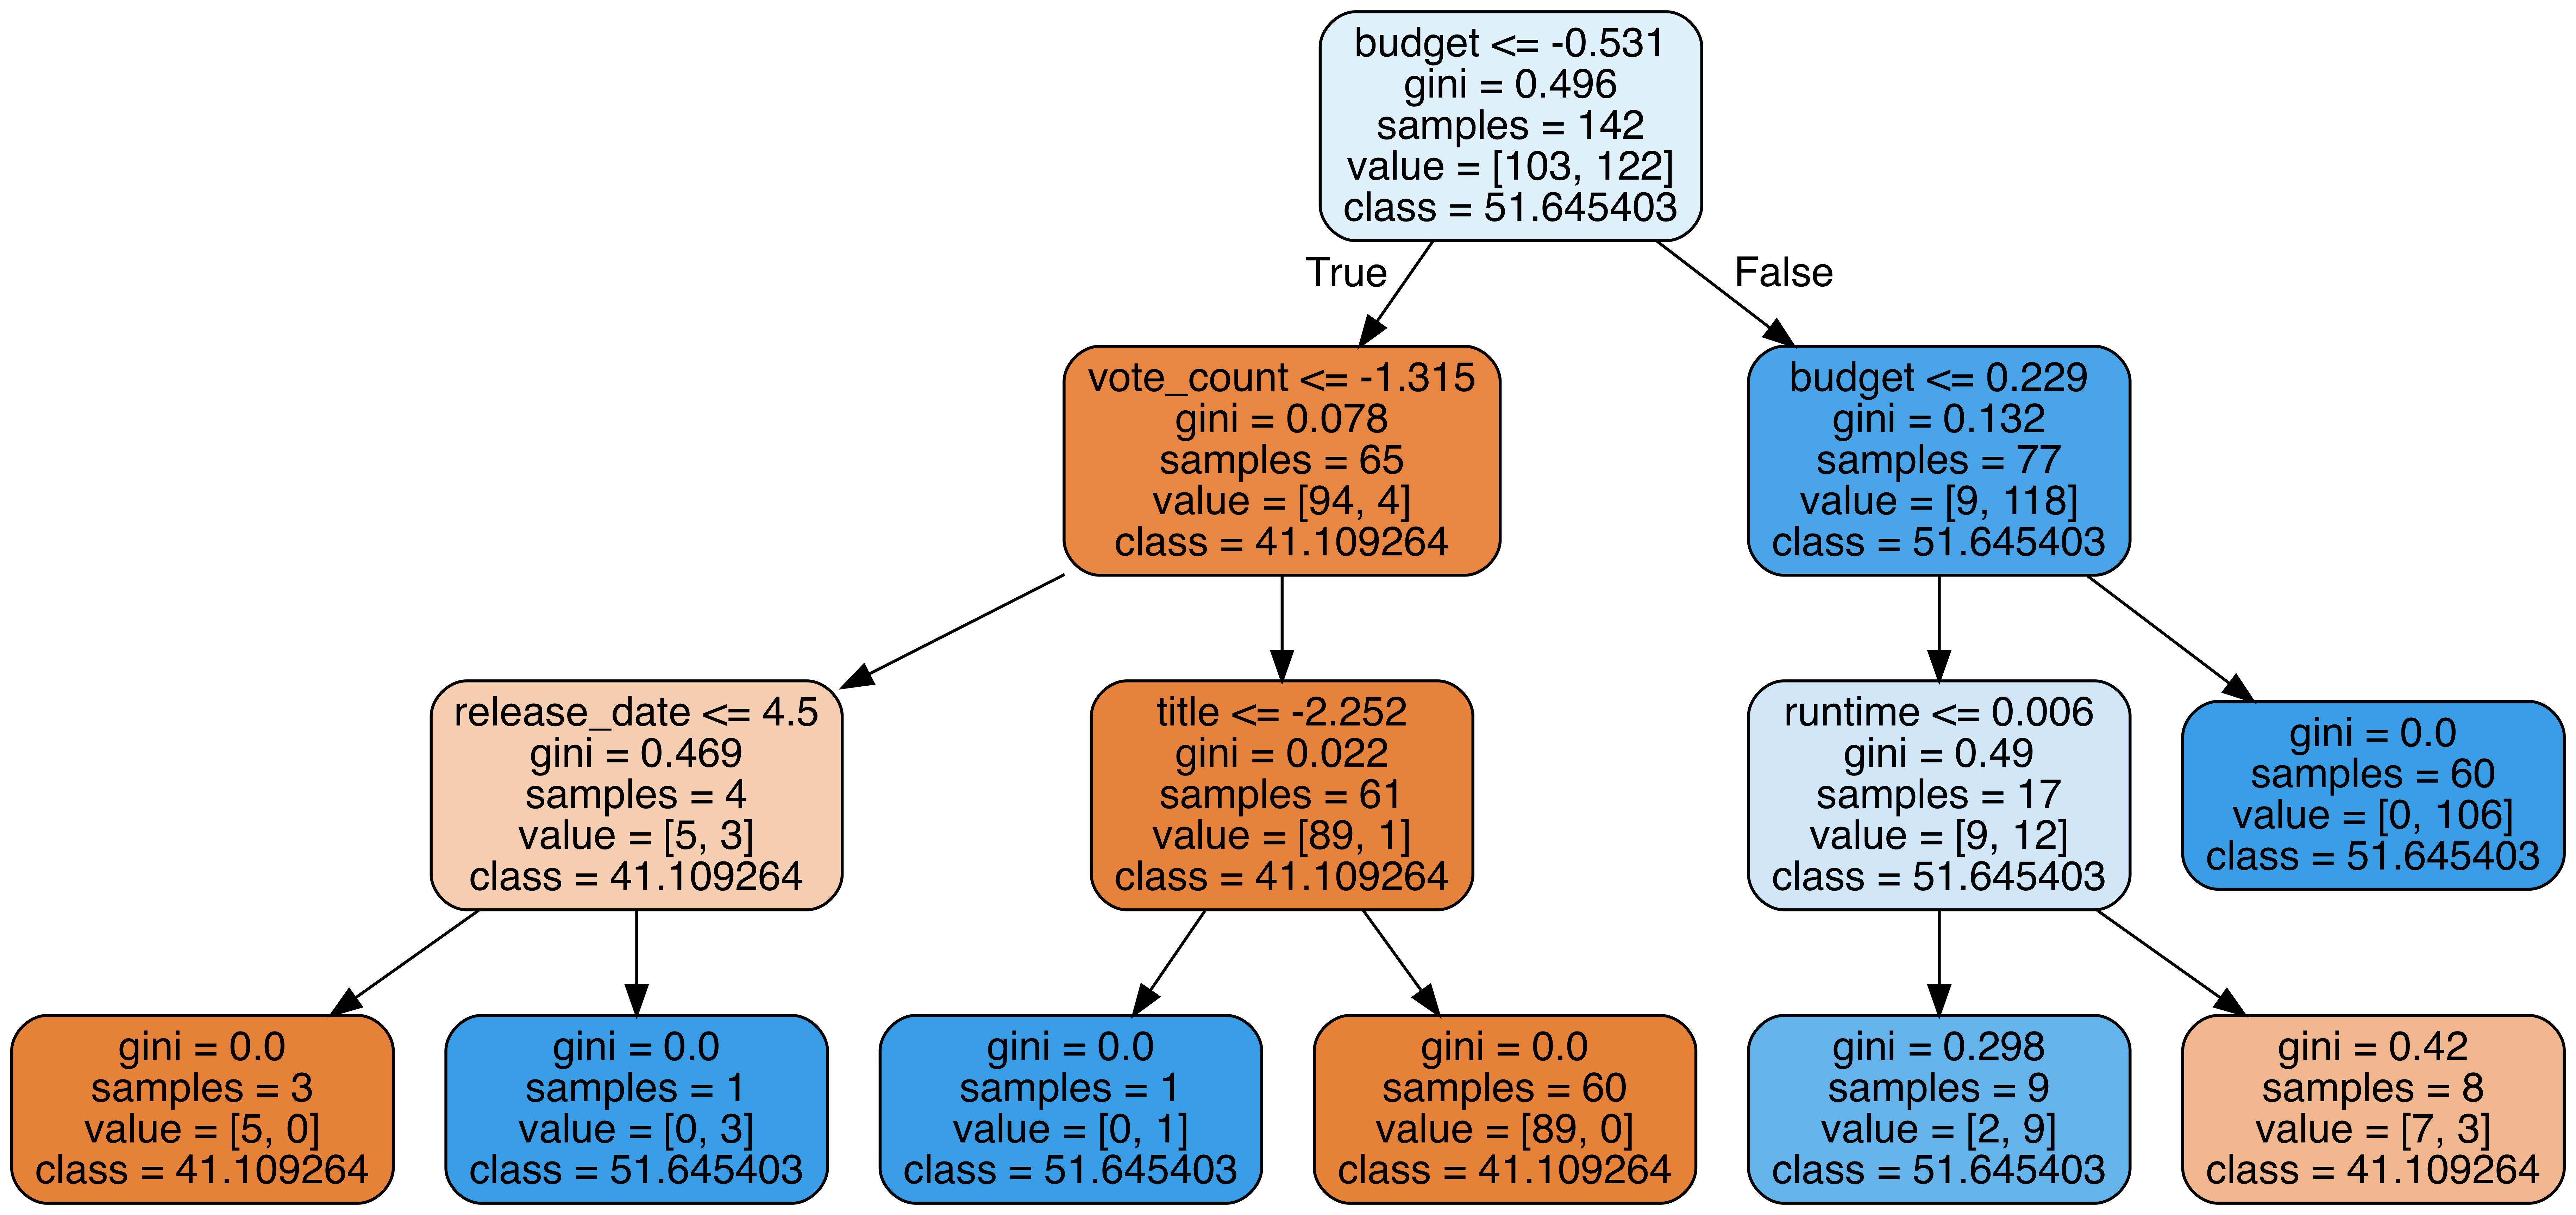 budget <= -0.531
gini = 0.496
samples = 142
value = [103, 122]
class = 51.645403
True
False
vote_count <= -1.315
gini = 0.078
samples = 65
value = [94, 4]
class = 41.109264
budget <= 0.229
gini = 0.132
samples = 77
value = [9, 118]
class = 51.645403
release_date <= 4.5
gini = 0.469
samples = 4
value = [5, 3]
class = 41.109264
title <= -2.252
gini = 0.022
samples = 61
value = [89, 1]
class = 41.109264
runtime <= 0.006
gini = 0.49
samples = 17
value = [9, 12]
class = 51.645403
gini = 0.0
samples = 60
value = [0, 106]
class = 51.645403
gini = 0.0
samples = 3
value = [5, 0]
class = 41.109264
gini = 0.0
samples = 1
value = [0, 3]
class = 51.645403
gini = 0.0
samples = 1
value = [0, 1]
class = 51.645403
gini = 0.0
samples = 60
value = [89, 0]
class = 41.109264
gini = 0.298
samples = 9
value = [2, 9]
class = 51.645403
gini = 0.42
samples = 8
value = [7, 3]
class = 41.109264